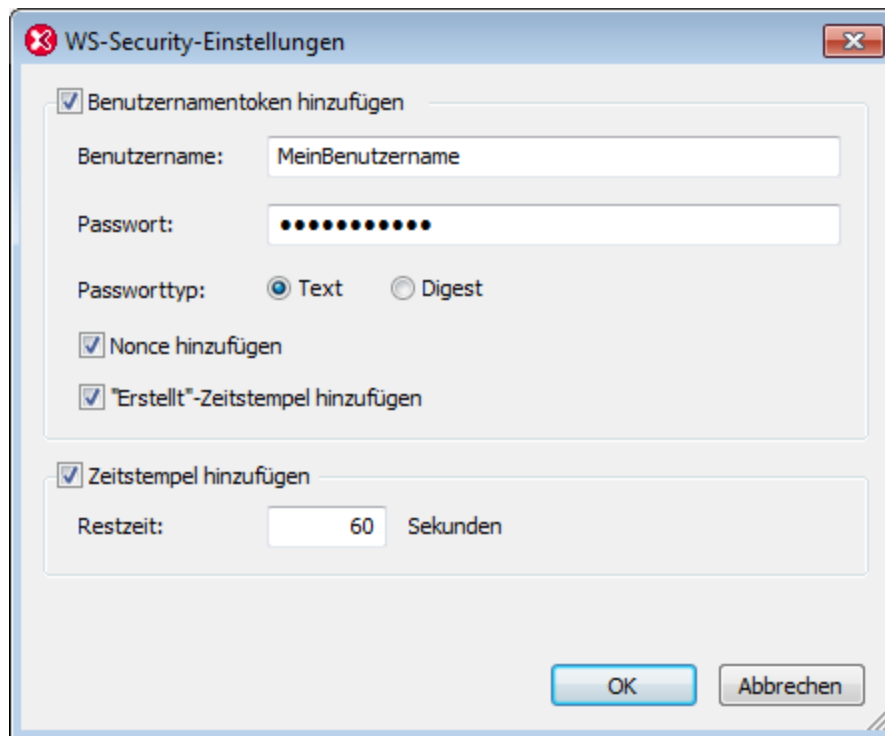 WS-Security-Einstellungen
Benutzernamentoken hinzufügen
Benutzername: MeinBenutzername
Passwort: •••••••••••
Passworttyp: Text Digest
Nonce hinzufügen
"Erstellt"-Zeitstempel hinzufügen
Zeitstempel hinzufügen
Restzeit: 60 Sekunden
OK Abbrechen